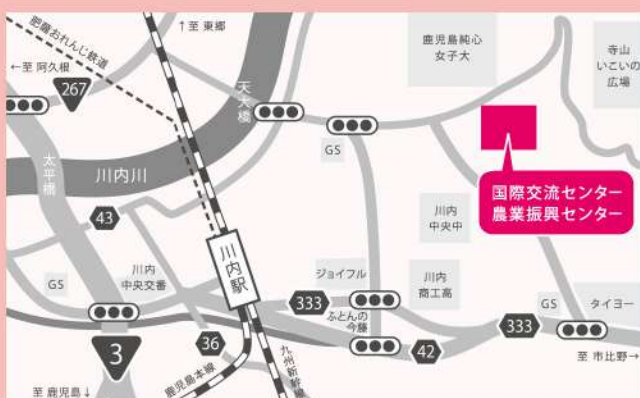 肥薩おれんじ鉄道
↑至 東郷
←至 阿久根
267
天大橋
鹿児島純心
女子大
寺山
いこいの
広場
GS
太平橋
川内川
国際交流センター
農業振興センター
43
川内
中央中
川内駅
GS
川内
中央交番
ジョイフル
川内
商工高
333
ふとんの
今藤
333
GS
タイヨー
3
36
42
至 市比野→
至 鹿児島↓
鹿児島本線
九州新幹線